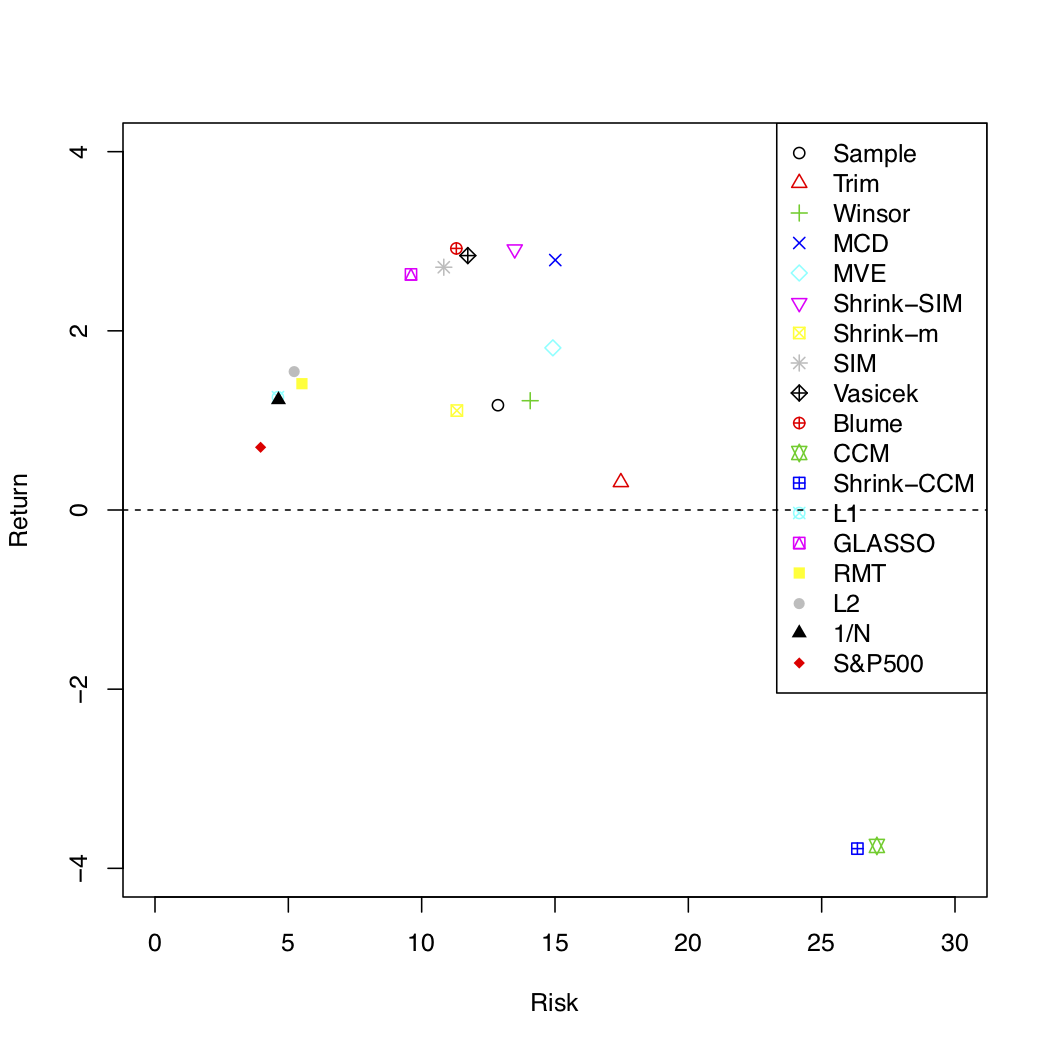 4
2
0
−2
−4
Return
0 5 10 15 20 25 30
Risk
Sample
Trim
Winsor
MCD
MVE
Shrink−SIM
Shrink−m
SIM
Vasicek
Blume
CCM
Shrink−CCM
L1
GLASSO
RMT
L2
1/N
S&P500